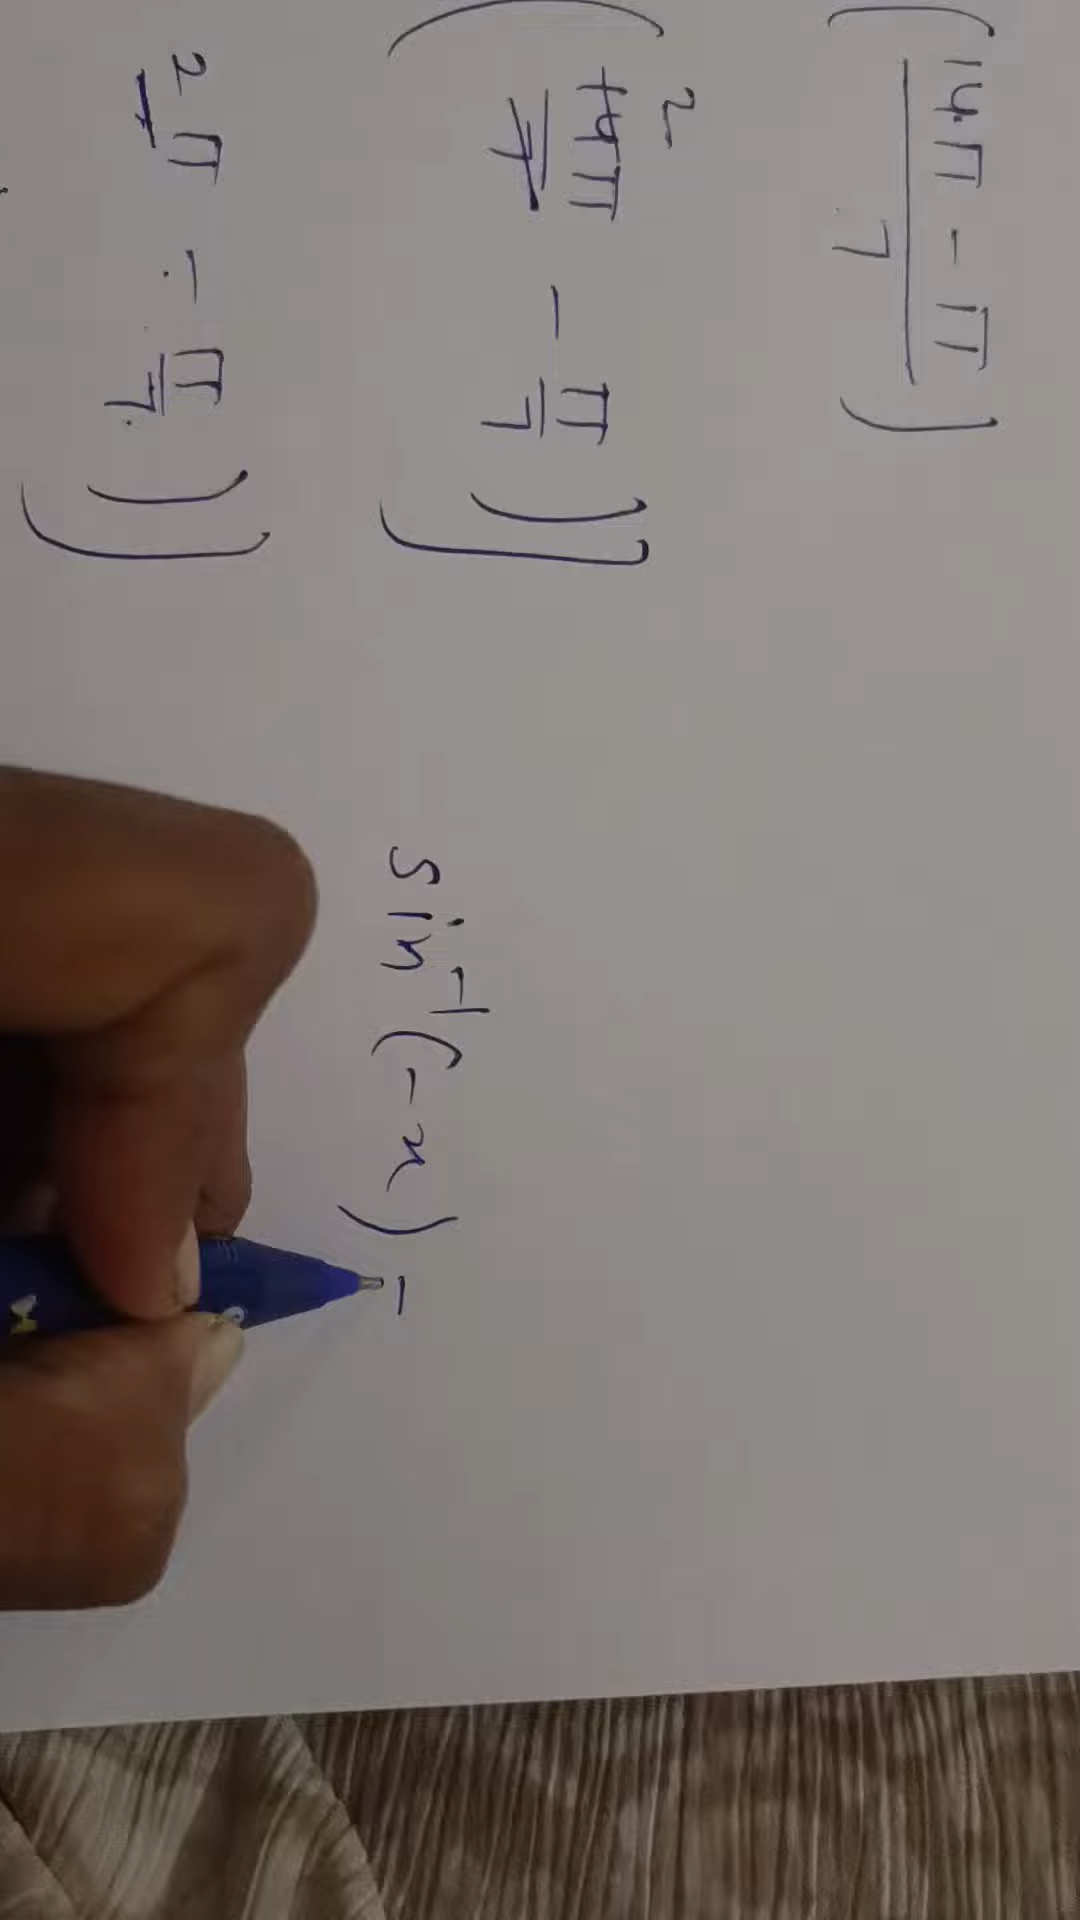 (14π - π / 7)
(14π/7 - π/7))]
2π - π/7))
sin⁻¹(-x) -